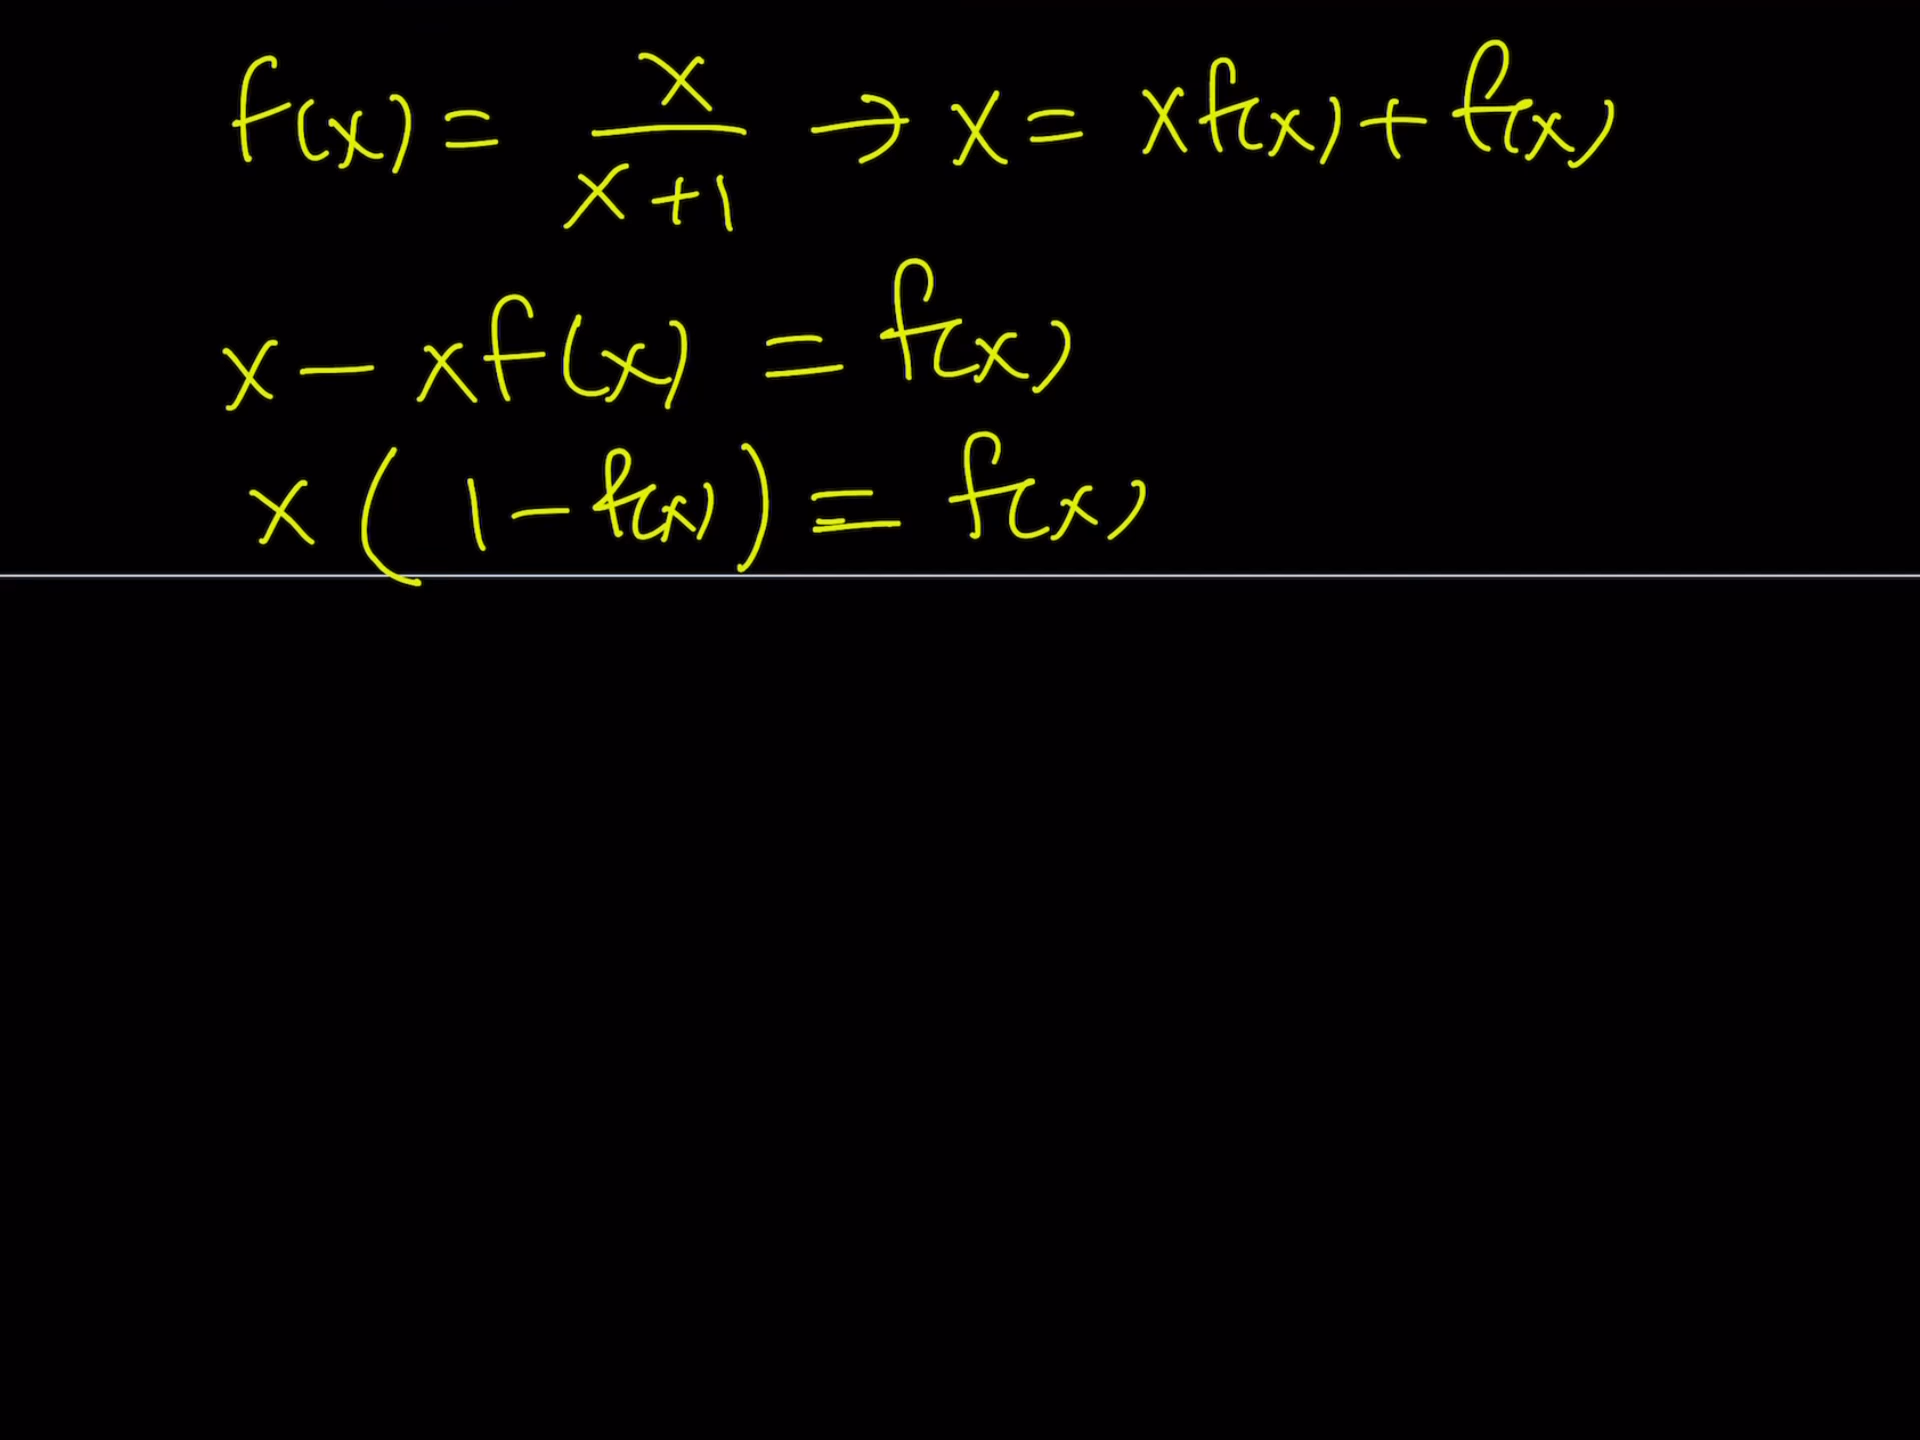 f(x) = x/(x+1) → x = xf(x) + f(x)
x − xf(x) = f(x)
x(1 − f(x)) = f(x)